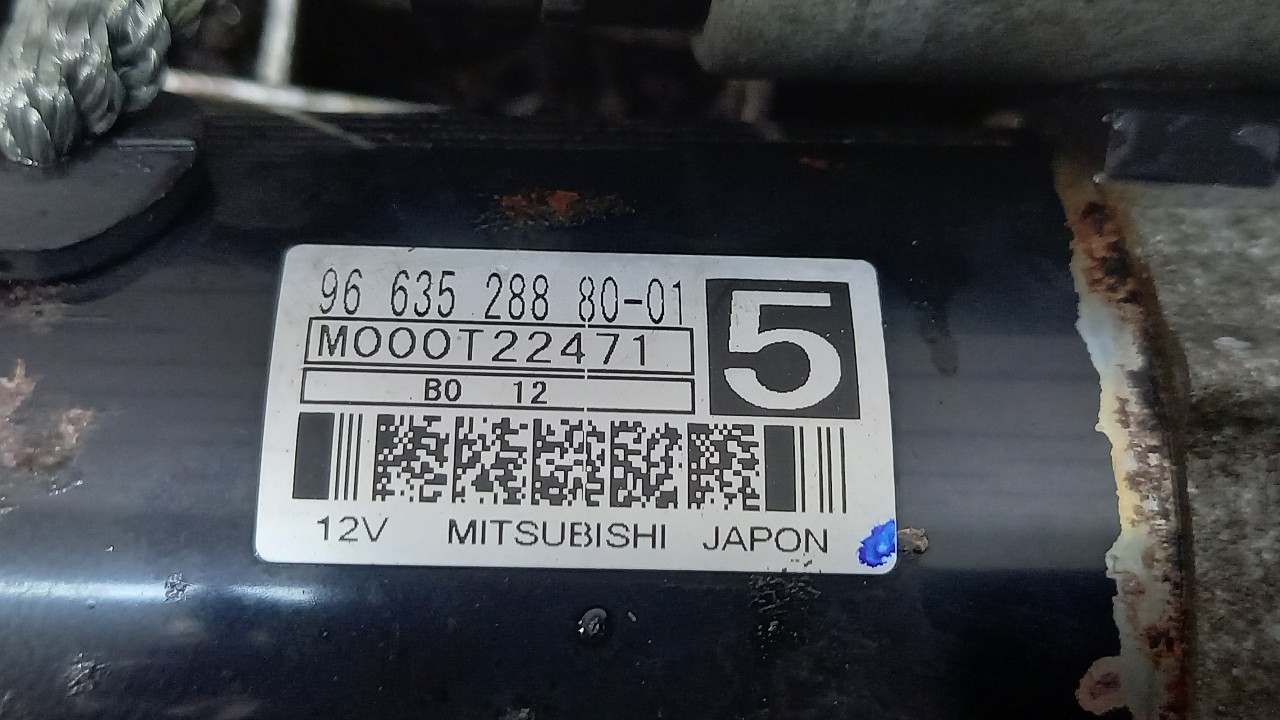 96 635 288 80-01
M000T22471
5
B0 12
12V MITSUBISHI JAPON